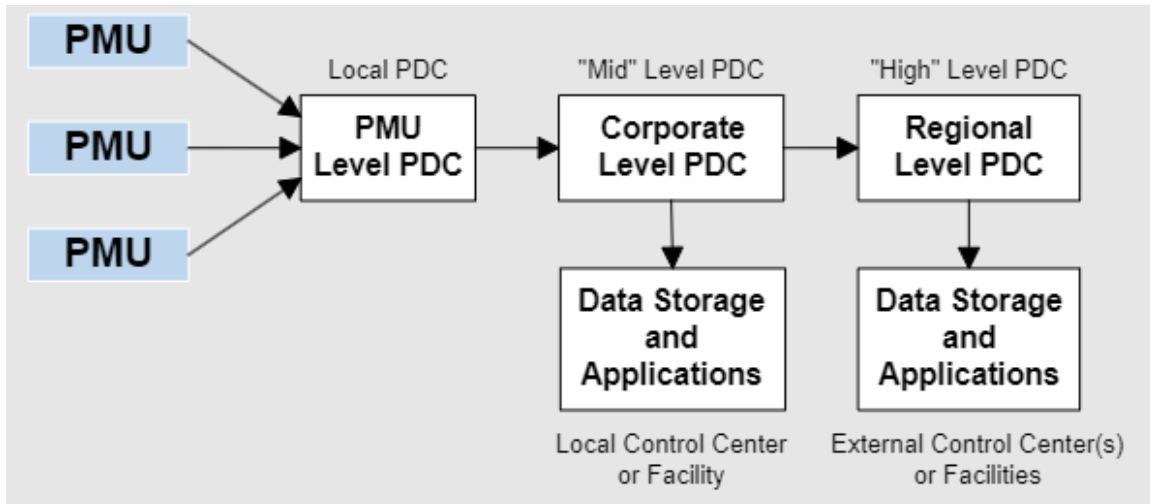 PMU
PMU
PMU
Local PDC
PMU
Level PDC
"Mid" Level PDC
Corporate
Level PDC
"High" Level PDC
Regional
Level PDC
Data Storage
and
Applications
Local Control Center
or Facility
Data Storage
and
Applications
External Control Center(s)
or Facilities